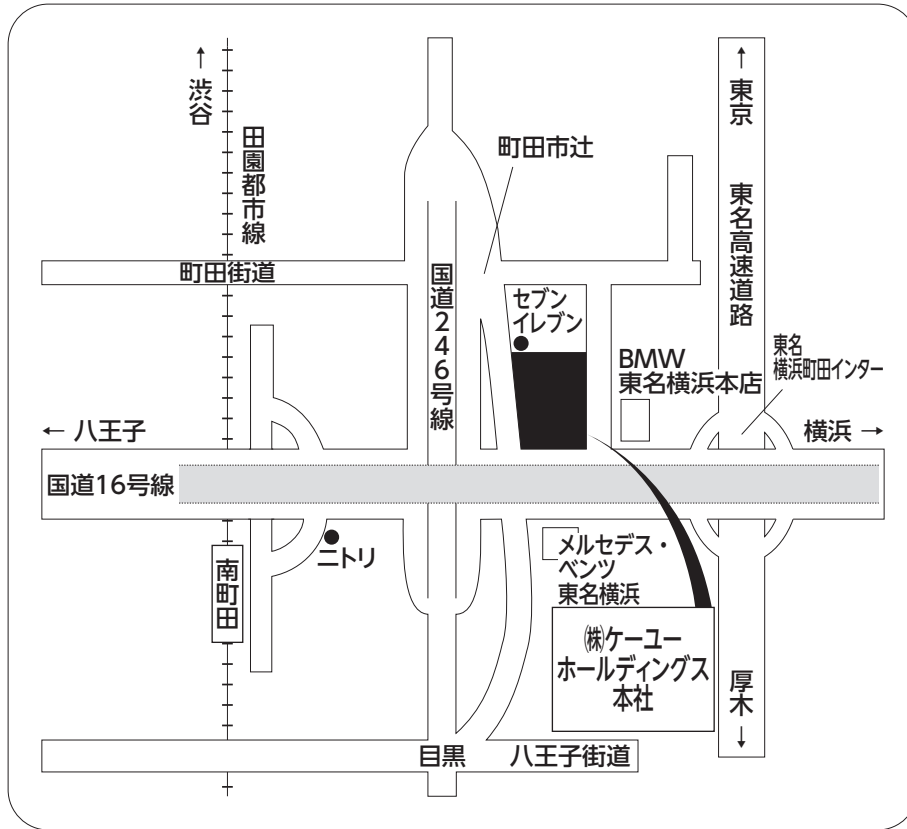 ↑
渋谷
田園都市線
町田街道
町田市辻
国道246号線
セブン
イレブン
↑
東京
東名高速道路
BMW
東名横浜本店
東名
横浜町田インター
← 八王子
横浜 →
国道16号線
ニトリ
南町田
メルセデス・
ベンツ
東名横浜
㈱ケーユー
ホールディングス
本社
厚木
↓
目黒
八王子街道